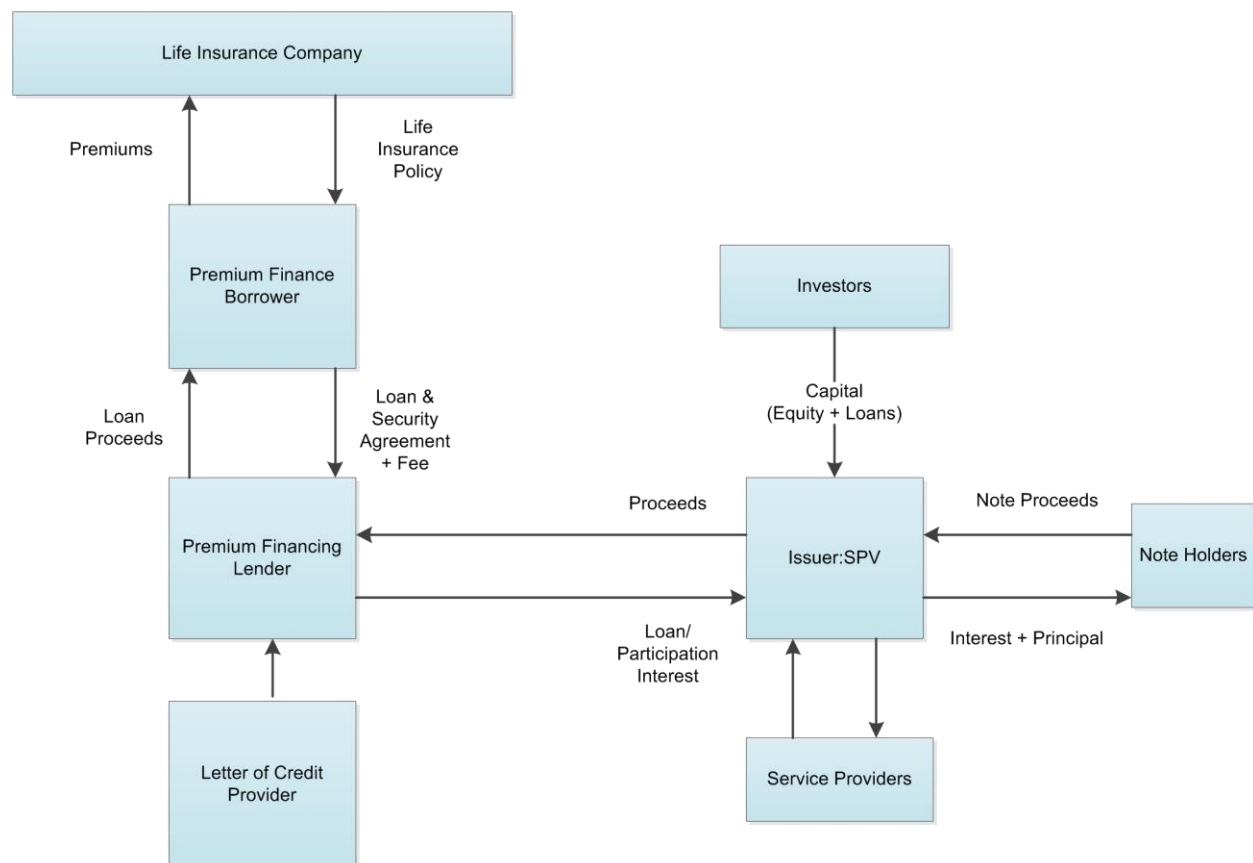 Life Insurance Company
Premiums
Life
Insurance
Policy
Premium Finance
Borrower
Investors
Loan
Proceeds
Loan &
Security
Agreement
+ Fee
Capital
(Equity + Loans)
Proceeds
Note Proceeds
Premium Financing
Lender
Issuer:SPV
Note Holders
Loan/
Participation
Interest
Interest + Principal
Letter of Credit
Provider
Service Providers